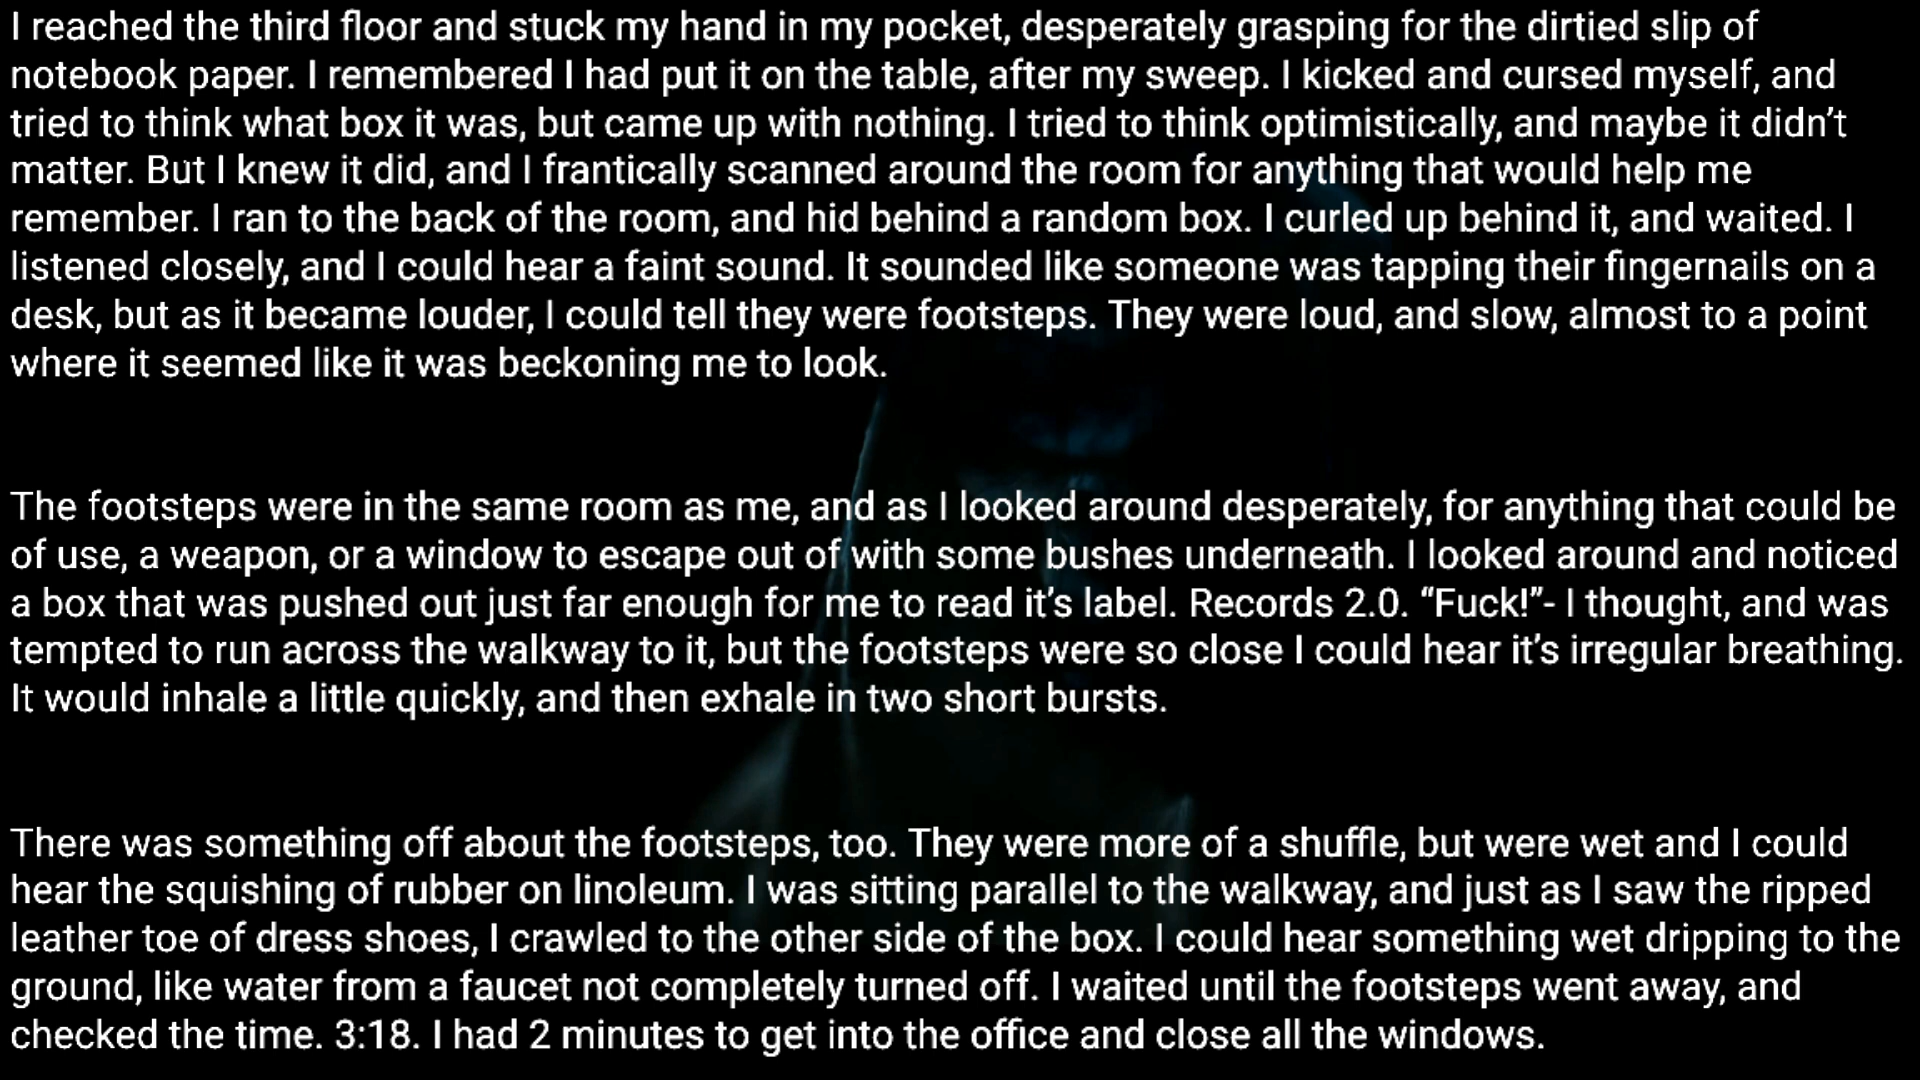 I reached the third floor and stuck my hand in my pocket, desperately grasping for the dirtied slip of
notebook paper. I remembered I had put it on the table, after my sweep. I kicked and cursed myself, and
tried to think what box it was, but came up with nothing. I tried to think optimistically, and maybe it didn’t
matter. But I knew it did, and I frantically scanned around the room for anything that would help me
remember. I ran to the back of the room, and hid behind a random box. I curled up behind it, and waited. I
listened closely, and I could hear a faint sound. It sounded like someone was tapping their fingernails on a
desk, but as it became louder, I could tell they were footsteps. They were loud, and slow, almost to a point
where it seemed like it was beckoning me to look.
The footsteps were in the same room as me, and as I looked around desperately, for anything that could be
of use, a weapon, or a window to escape out of with some bushes underneath. I looked around and noticed
a box that was pushed out just far enough for me to read it’s label. Records 2.0. “Fuck!”- I thought, and was
tempted to run across the walkway to it, but the footsteps were so close I could hear it’s irregular breathing.
It would inhale a little quickly, and then exhale in two short bursts.
There was something off about the footsteps, too. They were more of a shuffle, but were wet and I could
hear the squishing of rubber on linoleum. I was sitting parallel to the walkway, and just as I saw the ripped
leather toe of dress shoes, I crawled to the other side of the box. I could hear something wet dripping to the
ground, like water from a faucet not completely turned off. I waited until the footsteps went away, and
checked the time. 3:18. I had 2 minutes to get into the office and close all the windows.